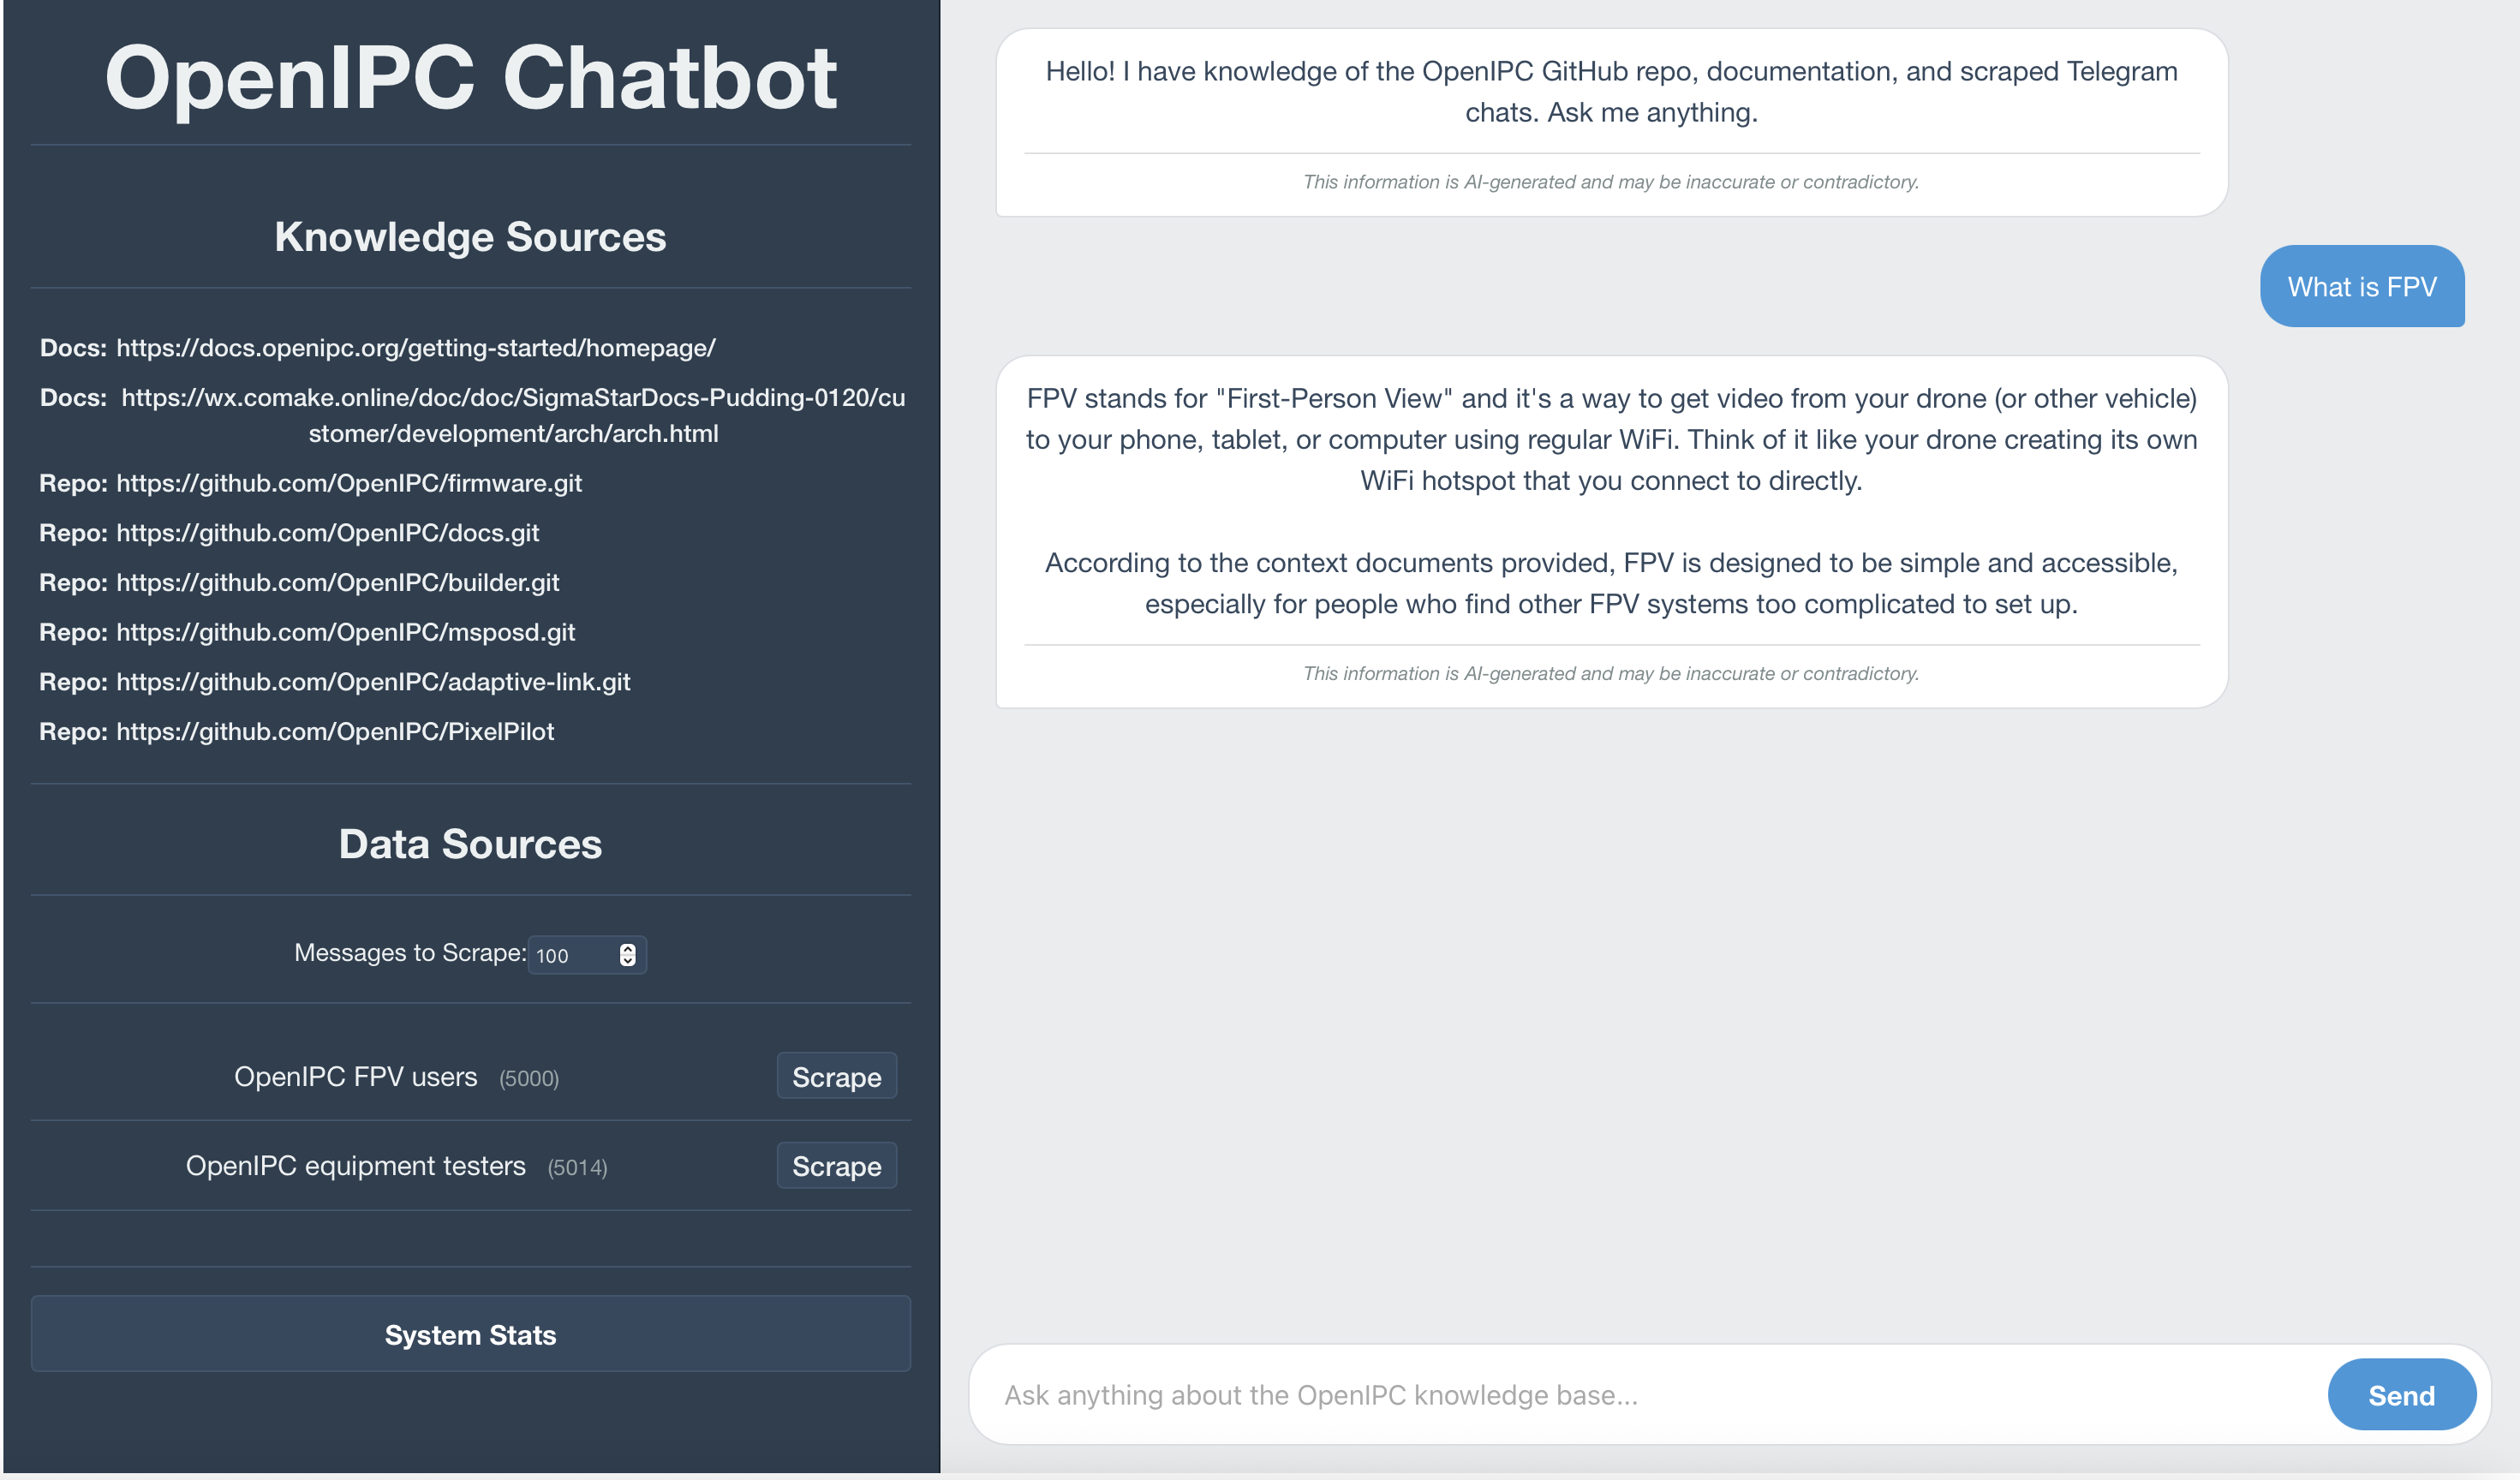 OpenIPC Chatbot
Knowledge Sources
Docs: https://docs.openipc.org/getting-started/homepage/
Docs: https://wx.comake.online/doc/doc/SigmaStarDocs-Pudding-0120/cu
stomer/development/arch/arch.html
Repo: https://github.com/OpenIPC/firmware.git
Repo: https://github.com/OpenIPC/docs.git
Repo: https://github.com/OpenIPC/builder.git
Repo: https://github.com/OpenIPC/msposd.git
Repo: https://github.com/OpenIPC/adaptive-link.git
Repo: https://github.com/OpenIPC/PixelPilot
Data Sources
Messages to Scrape: 100
OpenIPC FPV users (5000) Scrape
OpenIPC equipment testers (5014) Scrape
System Stats
Hello! I have knowledge of the OpenIPC GitHub repo, documentation, and scraped Telegram
chats. Ask me anything.
This information is AI-generated and may be inaccurate or contradictory.
What is FPV
FPV stands for "First-Person View" and it's a way to get video from your drone (or other vehicle)
to your phone, tablet, or computer using regular WiFi. Think of it like your drone creating its own
WiFi hotspot that you connect to directly.
According to the context documents provided, FPV is designed to be simple and accessible,
especially for people who find other FPV systems too complicated to set up.
This information is AI-generated and may be inaccurate or contradictory.
Ask anything about the OpenIPC knowledge base...
Send